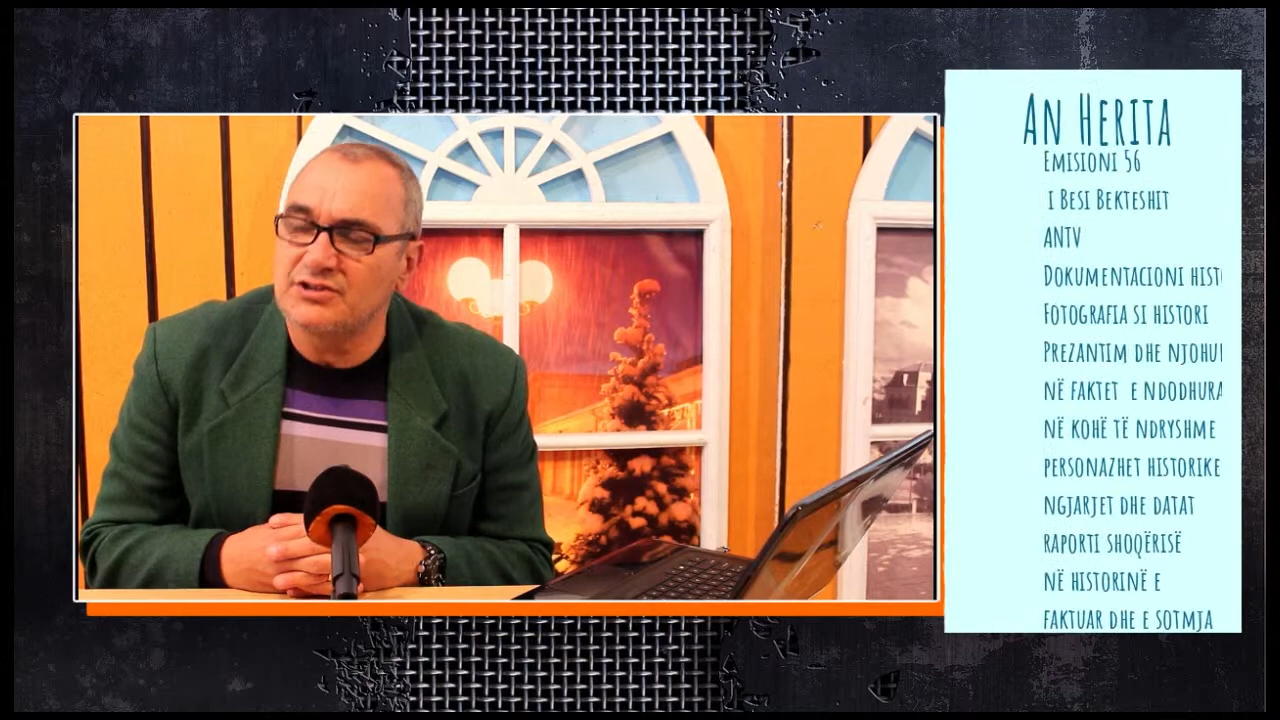 An Herita
Emisioni 56
i Besi Bekteshit
ANTV
Dokumentacioni hist
Fotografia si histori
Prezantim dhe njohu
në faktet e ndodhura
në kohë të ndryshme
personazhet historike
ngjarjet dhe datat
raporti shoqërisë
në historinë e
faktuar dhe e sotmja